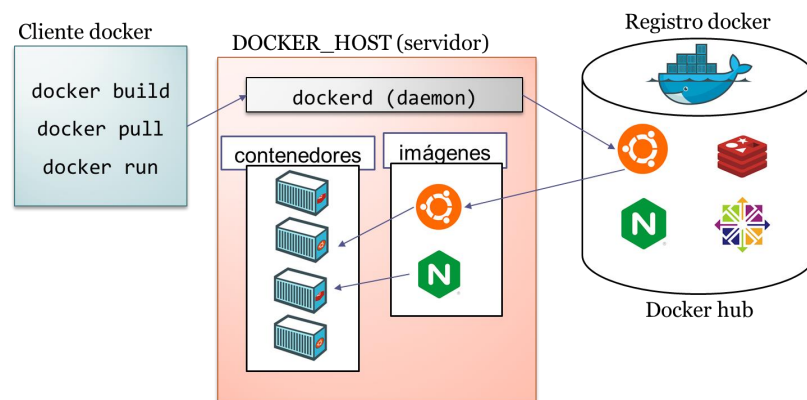 Cliente docker
docker build
docker pull
docker run
DOCKER_HOST (servidor)
dockerd (daemon)
contenedores
imágenes
N
Registro docker
N
Docker hub